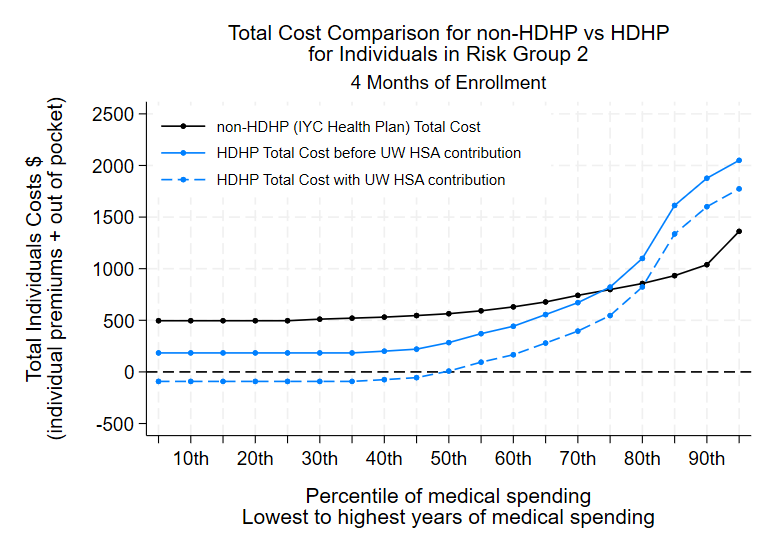 Total Cost Comparison for non-HDHP vs HDHP
for Individuals in Risk Group 2
4 Months of Enrollment
Total Individuals Costs $
(individual premiums + out of pocket)
2500
2000
1500
1000
500
0
-500
non-HDHP (IYC Health Plan) Total Cost
HDHP Total Cost before UW HSA contribution
HDHP Total Cost with UW HSA contribution
10th 20th 30th 40th 50th 60th 70th 80th 90th
Percentile of medical spending
Lowest to highest years of medical spending